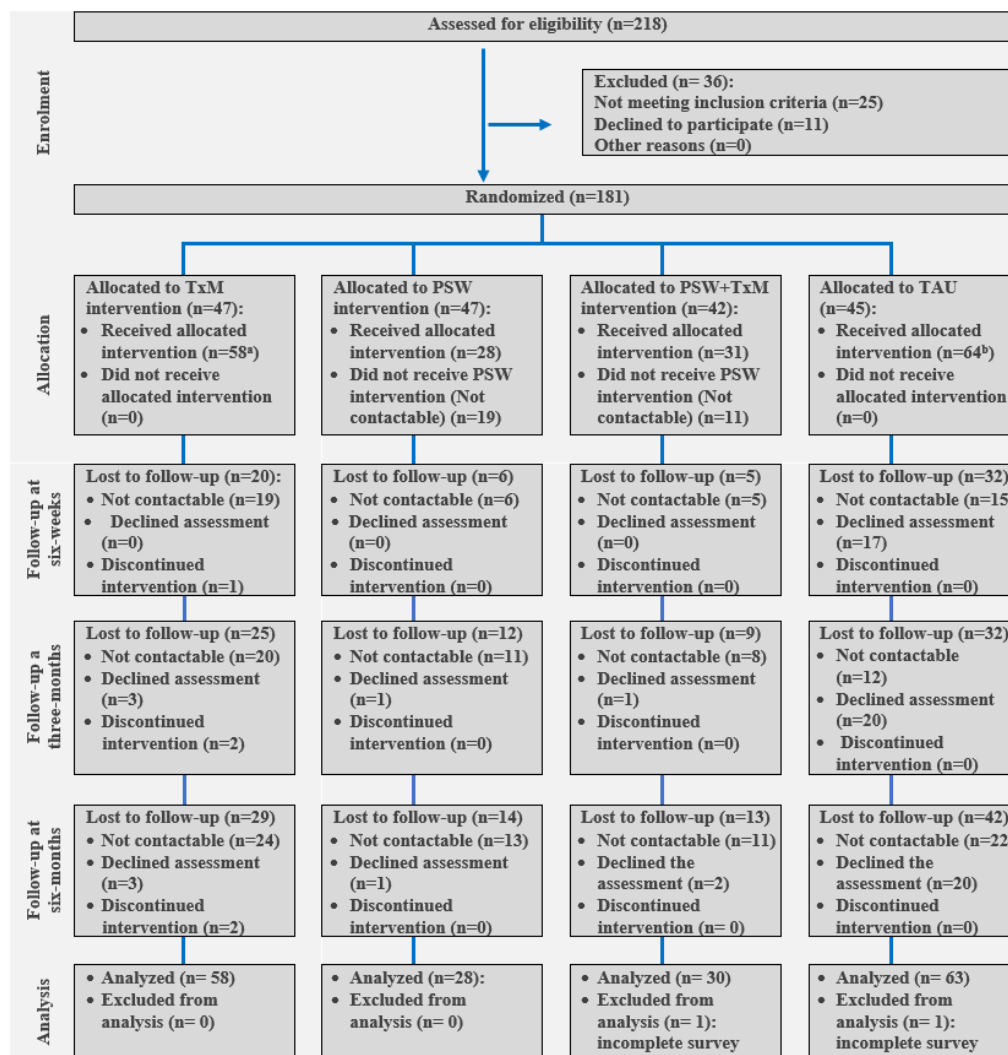 Assessed for eligibility (n=218)
Enrolment
Excluded (n= 36):
Not meeting inclusion criteria (n=25)
Declined to participate (n=11)
Other reasons (n=0)
Randomized (n=181)
Allocation
Allocated to TxM
intervention (n=47):
• Received allocated
intervention (n=58ᵃ)
• Did not receive
allocated intervention
(n=0)
Allocated to PSW
intervention (n=47):
• Received allocated
intervention (n=28)
• Did not receive PSW
intervention (Not
contactable) (n=19)
Allocated to PSW+TxM
intervention (n=42):
• Received allocated
intervention (n=31)
• Did not receive PSW
intervention (Not
contactable) (n=11)
Allocated to TAU
(n=45):
• Received allocated
intervention (n=64ᵇ)
• Did not receive
allocated intervention
(n=0)
Follow-up at
six-weeks
Lost to follow-up (n=20):
• Not contactable (n=19)
• Declined assessment
(n=0)
• Discontinued
intervention (n=1)
Lost to follow-up (n=6)
• Not contactable (n=6)
• Declined assessment
(n=0)
• Discontinued
intervention (n=0)
Lost to follow-up (n=5)
• Not contactable (n=5)
• Declined assessment
(n=0)
• Discontinued
intervention (n=0)
Lost to follow-up (n=32)
• Not contactable (n=15
• Declined assessment
(n=17)
• Discontinued
intervention (n=0)
Follow-up a
three-months
Lost to follow-up (n=25)
• Not contactable (n=20)
• Declined assessment
(n=3)
• Discontinued
intervention (n=2)
Lost to follow-up (n=12)
• Not contactable (n=11)
• Declined assessment
(n=1)
• Discontinued
intervention (n=0)
Lost to follow-up (n=9)
• Not contactable (n=8)
• Declined assessment
(n=1)
• Discontinued
intervention (n=0)
Lost to follow-up (n=32)
• Not contactable
(n=12)
• Declined assessment
(n=20)
• Discontinued
intervention (n=0)
Follow-up at
six-months
Lost to follow-up (n=29)
• Not contactable (n=24)
• Declined assessment
(n=3)
• Discontinued
intervention (n=2)
Lost to follow-up (n=14)
• Not contactable (n=13)
• Declined assessment
(n=1)
• Discontinued
intervention (n=0)
Lost to follow-up (n=13)
• Not contactable (n=11)
• Declined the
assessment (n=2)
• Discontinued
intervention (n= 0)
Lost to follow-up (n=42)
• Not contactable (n=22
• Declined the
assessment (n=20)
• Discontinued
intervention (n=0)
Analysis
• Analyzed (n= 58)
• Excluded from
analysis (n= 0)
• Analyzed (n=28):
• Excluded from
analysis (n= 0)
• Analyzed (n= 30)
• Excluded from
analysis (n= 1):
incomplete survey
• Analyzed (n= 63)
• Excluded from
analysis (n= 1):
incomplete survey